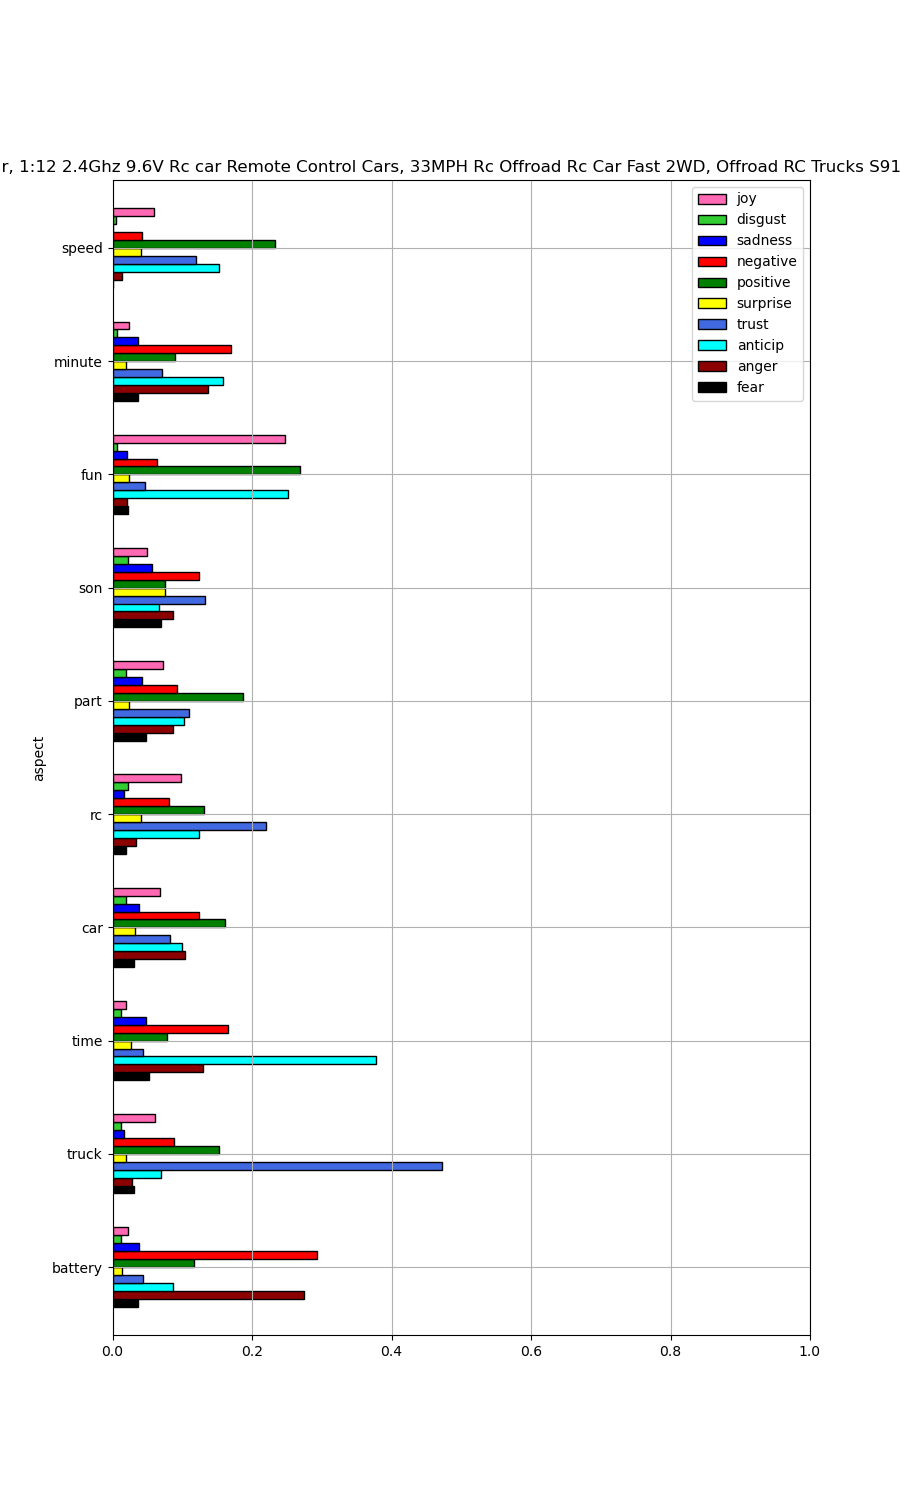 r, 1:12 2.4Ghz 9.6V Rc car Remote Control Cars, 33MPH Rc Offroad Rc Car Fast 2WD, Offroad RC Trucks S91
joy
disgust
sadness
negative
positive
surprise
trust
anticip
anger
fear
speed
minute
fun
son
part
rc
car
time
truck
battery
aspect
0.0 0.2 0.4 0.6 0.8 1.0